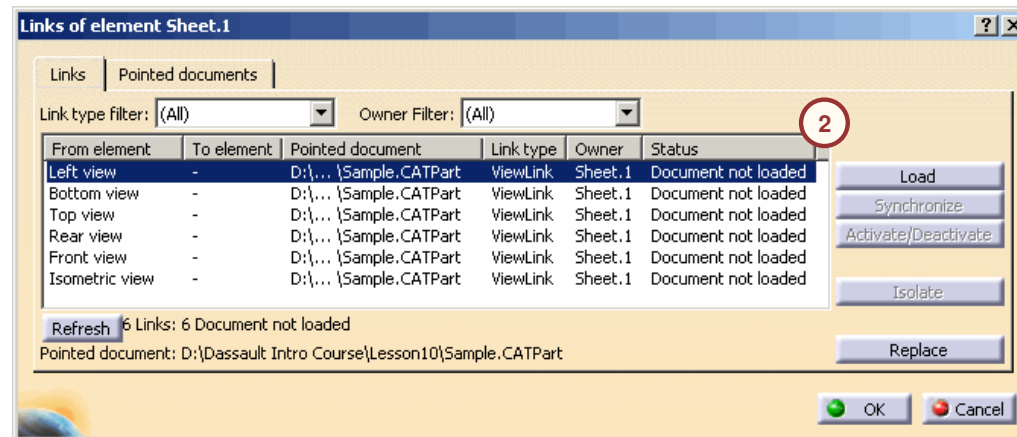 Links of element Sheet.1 ? X
Links Pointed documents
Link type filter: (All) Owner Filter: (All)
2
From element To element Pointed document Link type Owner Status
Left view - D:\... \Sample.CATPart ViewLink Sheet.1 Document not loaded
Bottom view - D:\... \Sample.CATPart ViewLink Sheet.1 Document not loaded
Top view - D:\... \Sample.CATPart ViewLink Sheet.1 Document not loaded
Rear view - D:\... \Sample.CATPart ViewLink Sheet.1 Document not loaded
Front view - D:\... \Sample.CATPart ViewLink Sheet.1 Document not loaded
Isometric view - D:\... \Sample.CATPart ViewLink Sheet.1 Document not loaded
Load
Synchronize
Activate/Deactivate
Isolate
Refresh 6 Links: 6 Document not loaded
Pointed document: D:\Dassault Intro Course\Lesson10\Sample.CATPart
Replace
OK Cancel